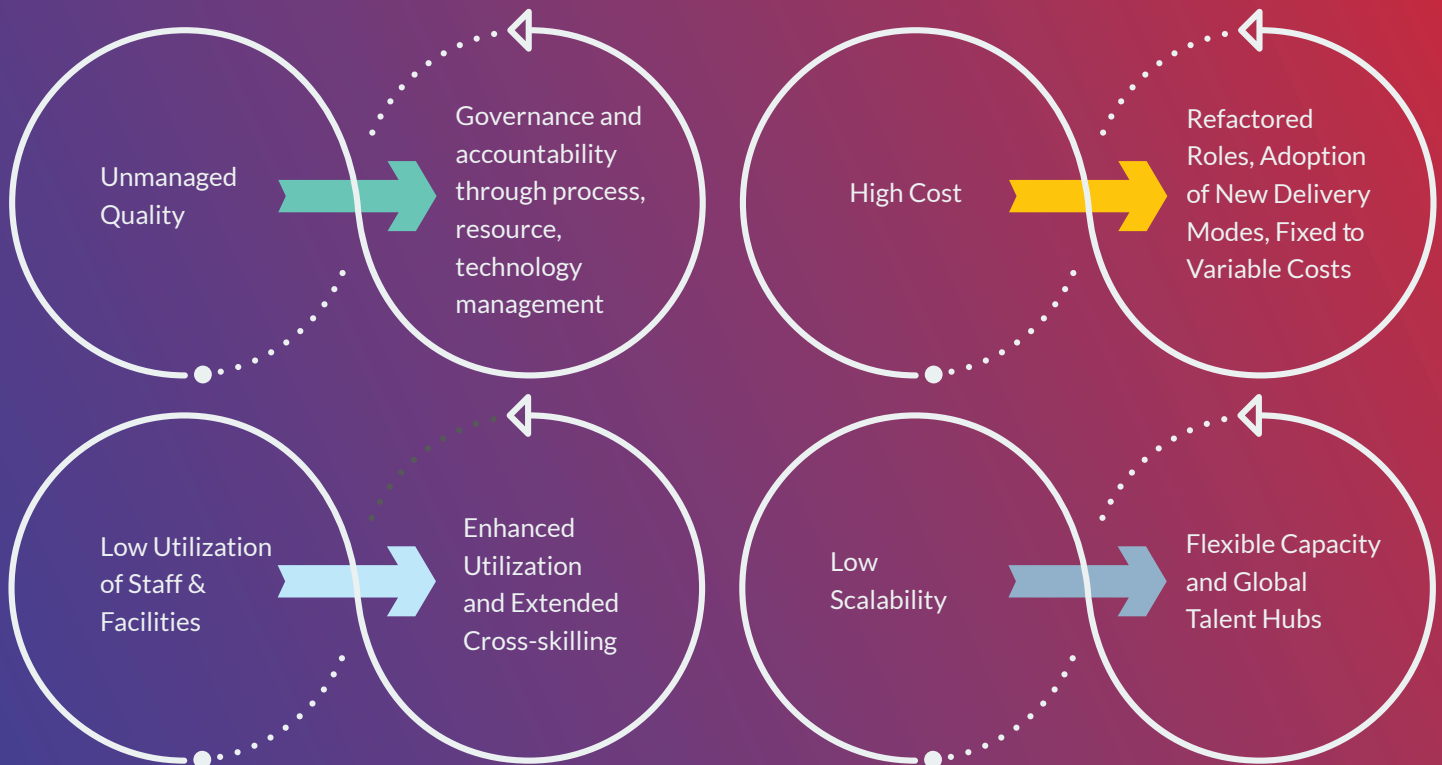 Unmanaged
Quality
Governance and
accountability
through process,
resource,
technology
management
High Cost
Refactored
Roles, Adoption
of New Delivery
Modes, Fixed to
Variable Costs
Low Utilization
of Staff &
Facilities
Enhanced
Utilization
and Extended
Cross-skilling
Low
Scalability
Flexible Capacity
and Global
Talent Hubs